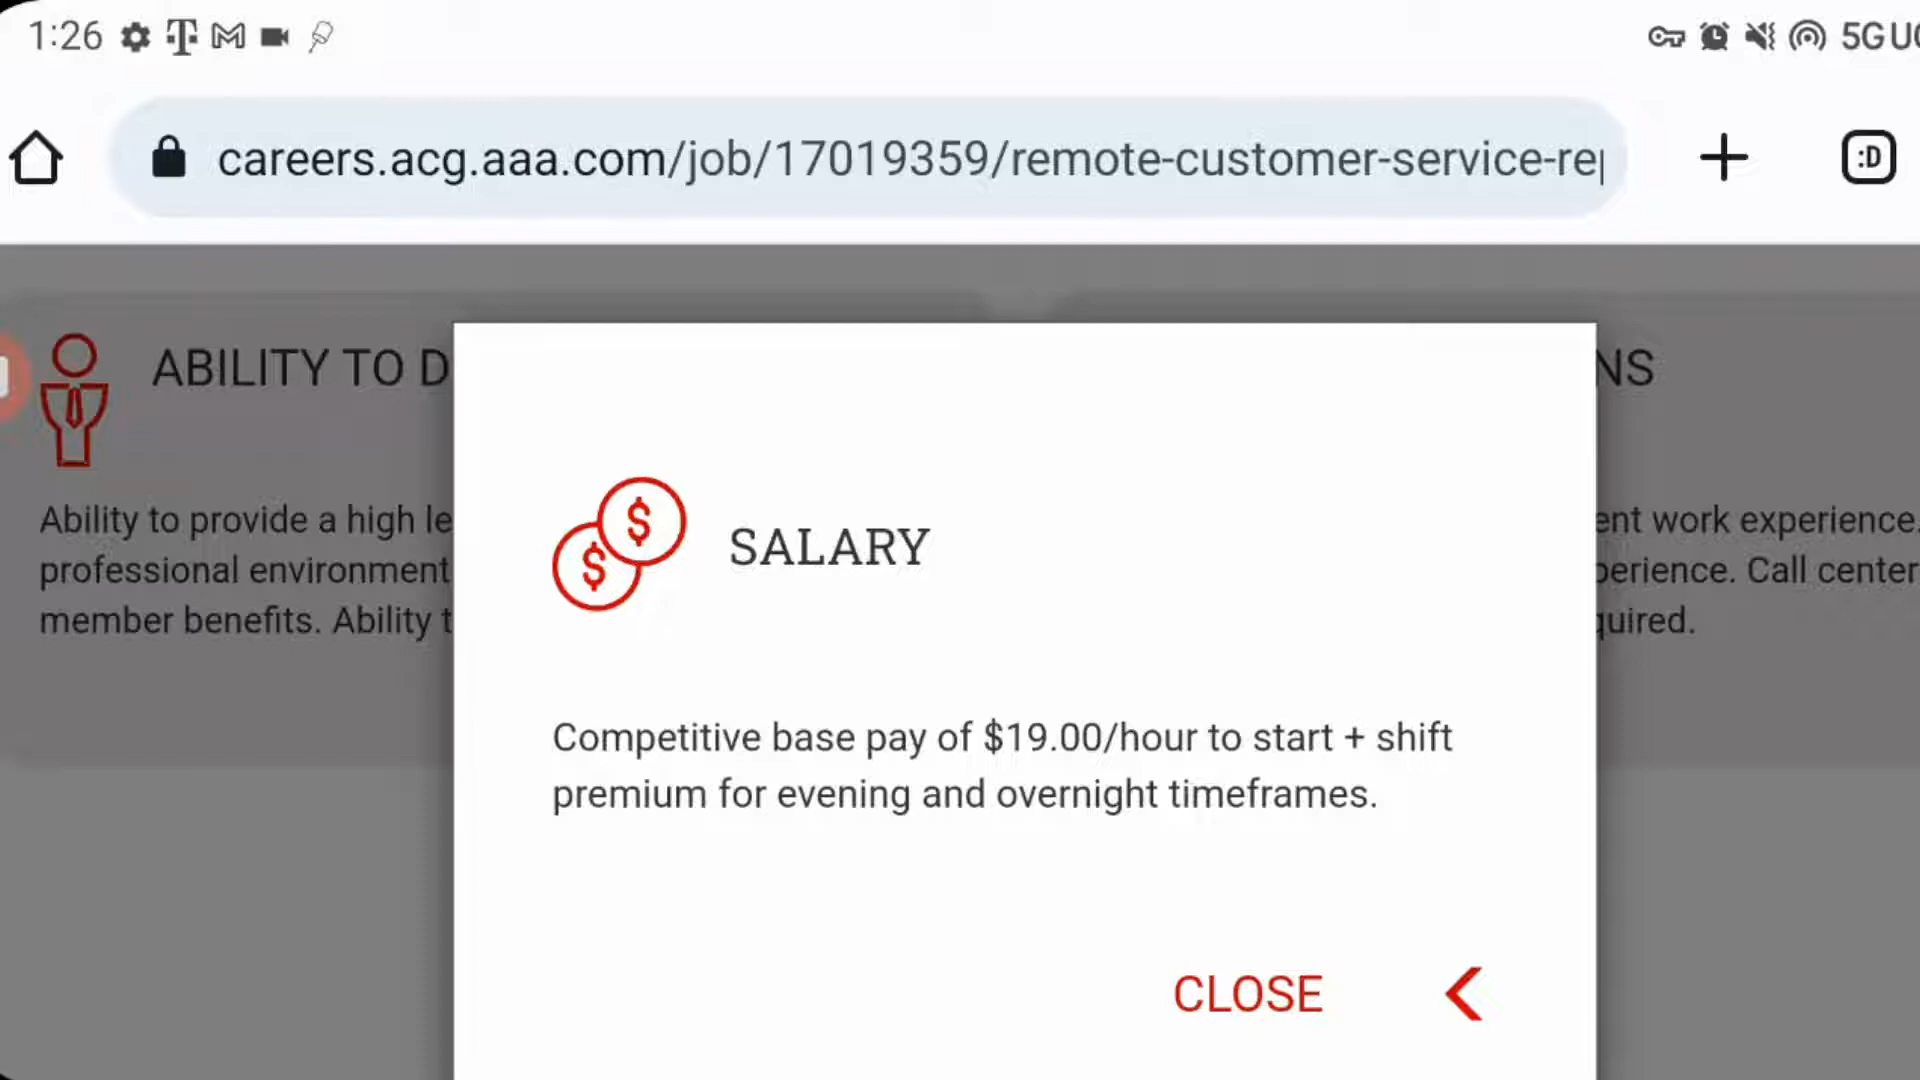 1:26
5G
careers.acg.aaa.com/job/17019359/remote-customer-service-rep
:D
ABILITY TO D
NS
Ability to provide a high le
professional environment
member benefits. Ability t
ent work experience.
perience. Call center
quired.
$
$
SALARY
Competitive base pay of $19.00/hour to start + shift
premium for evening and overnight timeframes.
CLOSE